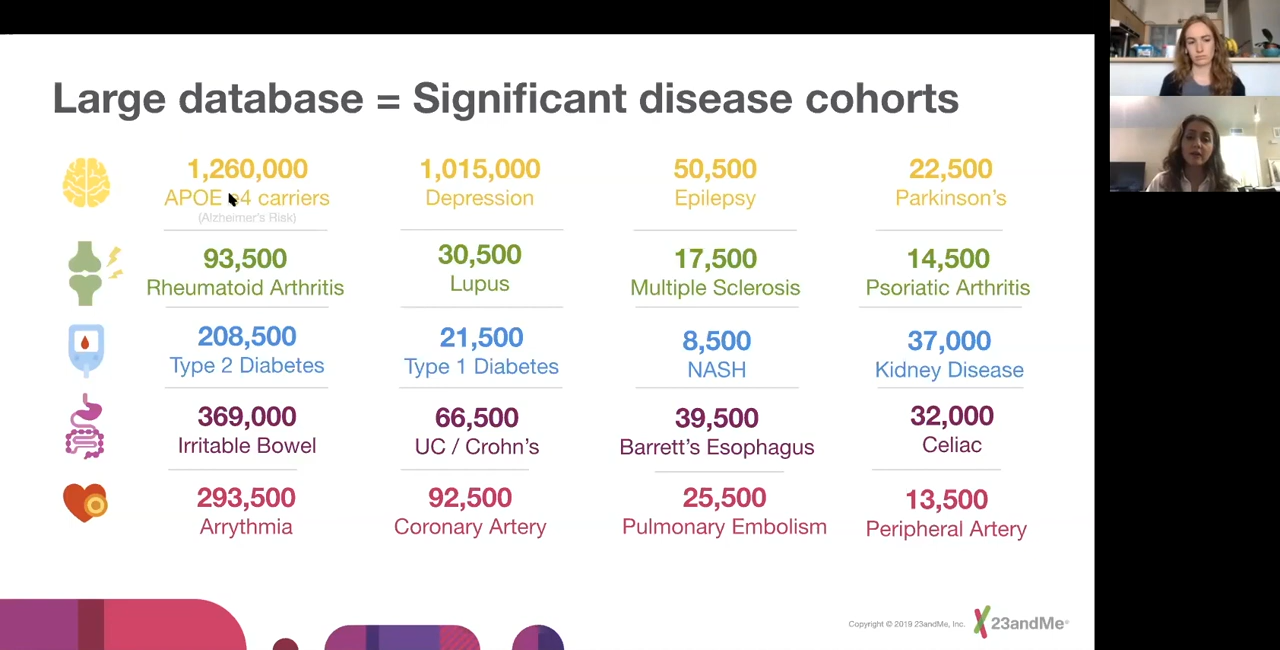 Large database = Significant disease cohorts
1,260,000 1,015,000 50,500 22,500
APOE e4 carriers Depression Epilepsy Parkinson's
(Alzheimer's Risk)
93,500 30,500 17,500 14,500
Rheumatoid Arthritis Lupus Multiple Sclerosis Psoriatic Arthritis
208,500 21,500 8,500 37,000
Type 2 Diabetes Type 1 Diabetes NASH Kidney Disease
369,000 66,500 39,500 32,000
Irritable Bowel UC / Crohn's Barrett's Esophagus Celiac
293,500 92,500 25,500 13,500
Arrythmia Coronary Artery Pulmonary Embolism Peripheral Artery
Copyright © 2019 23andMe, Inc. 23andMe®